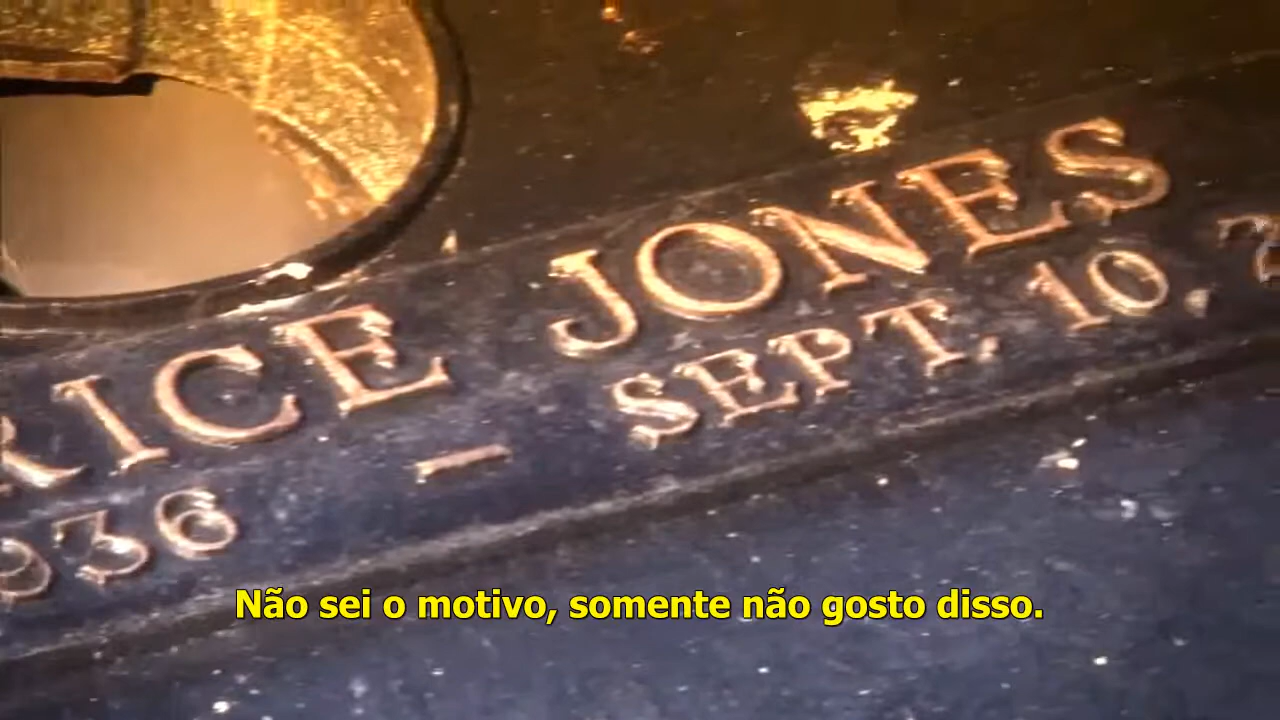 RICE JONES
936 – SEPT. 10, 
Não sei o motivo, somente não gosto disso.